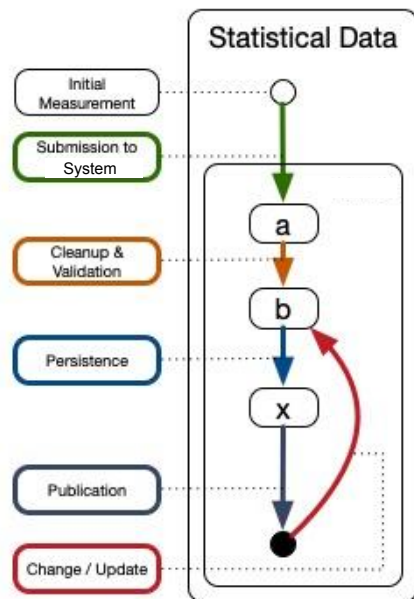 Statistical Data
Initial
Measurement
Submission to
System
a
Cleanup &
Validation
b
Persistence
x
Publication
Change / Update